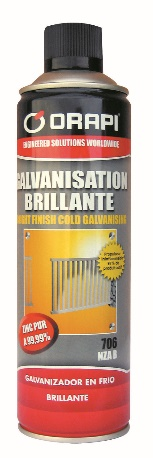 ORAPI
ENGINEERED SOLUTIONS WORLDWIDE
GALVANISATION
BRILLANTE
BRIGHT FINISH COLD GALVANISING
ZINC PUR
A 99,99%
706
NZA B
GALVANIZADOR EN FRIO
BRILLANTE